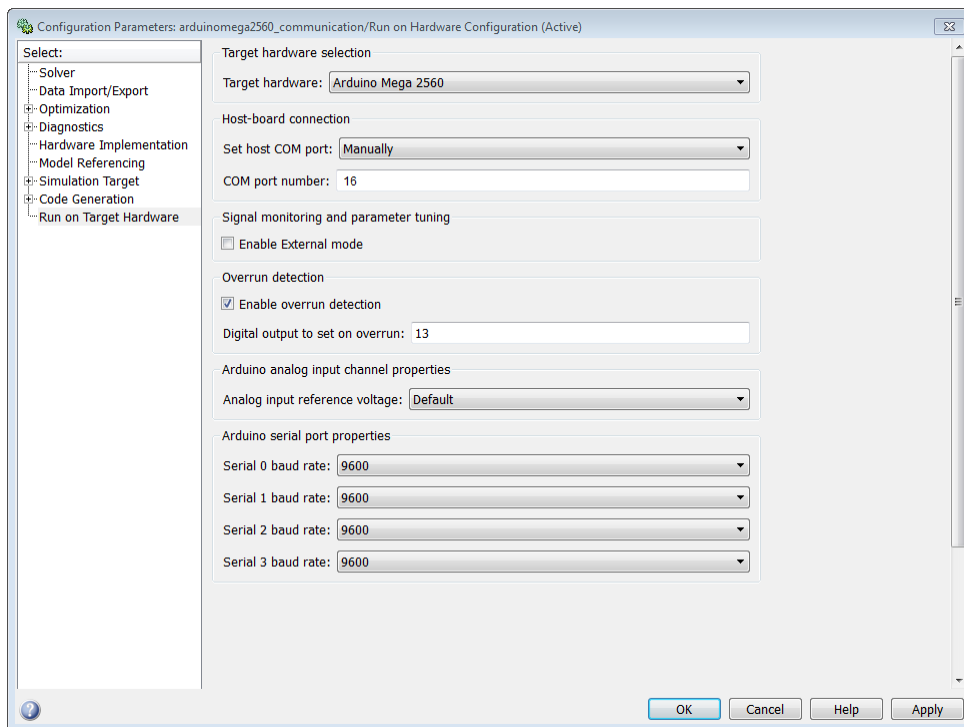 Configuration Parameters: arduinomega2560_communication/Run on Hardware Configuration (Active)
Select:
Solver
Data Import/Export
Optimization
Diagnostics
Hardware Implementation
Model Referencing
Simulation Target
Code Generation
Run on Target Hardware
Target hardware selection
Target hardware: Arduino Mega 2560
Host-board connection
Set host COM port: Manually
COM port number: 16
Signal monitoring and parameter tuning
Enable External mode
Overrun detection
Enable overrun detection
Digital output to set on overrun: 13
Arduino analog input channel properties
Analog input reference voltage: Default
Arduino serial port properties
Serial 0 baud rate: 9600
Serial 1 baud rate: 9600
Serial 2 baud rate: 9600
Serial 3 baud rate: 9600
? OK Cancel Help Apply